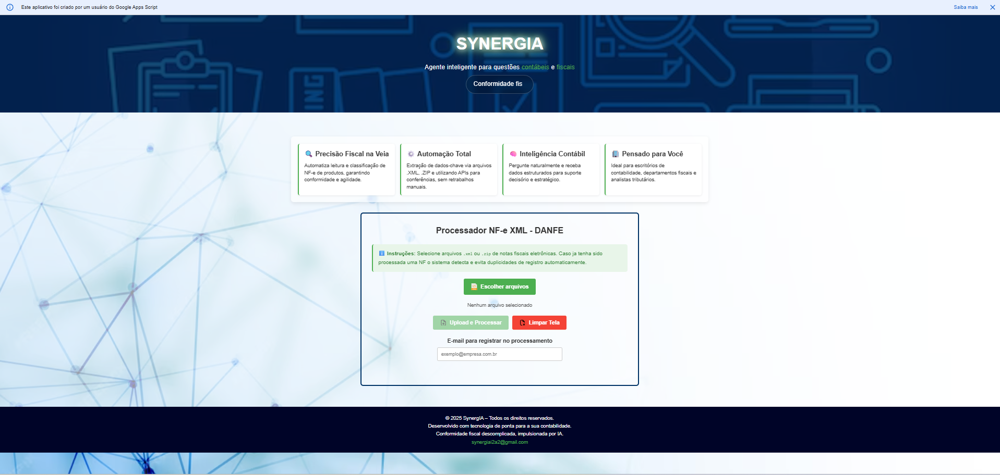 Este aplicativo foi criado por um usuário do Google Apps Script
Saiba mais
SYNERGIA
Agente inteligente para questões contábeis e fiscais
Conformidade fis
ING
Precisão Fiscal na Veia
Automatiza leitura e classificação de
NF-e de produtos, garantindo
conformidade e agilidade.
Automação Total
Extração de dados-chave via arquivos
.XML, .ZIP e utilizando APIs para
conferências, sem retrabalhos
manuais.
Inteligência Contábil
Pergunte naturalmente e receba
dados estruturados para suporte
decisório e estratégico.
Pensado para Você
Ideal para escritórios de
contabilidade, departamentos fiscais e
analistas tributários.
Processador NF-e XML - DANFE
Instruções: Selecione arquivos .xml ou .zip de notas fiscais eletrônicas. Caso ja tenha sido
processada uma NF o sistema detecta e evita duplicidades de registro automaticamente.
Escolher arquivos
Nenhum arquivo selecionado
Upload e Processar
Limpar Tela
E-mail para registrar no processamento
exemplo@empresa.com.br
© 2025 SynergIA – Todos os direitos reservados.
Desenvolvido com tecnologia de ponta para a sua contabilidade.
Conformidade fiscal descomplicada, impulsionada por IA.
synergiai2a2@gmail.com